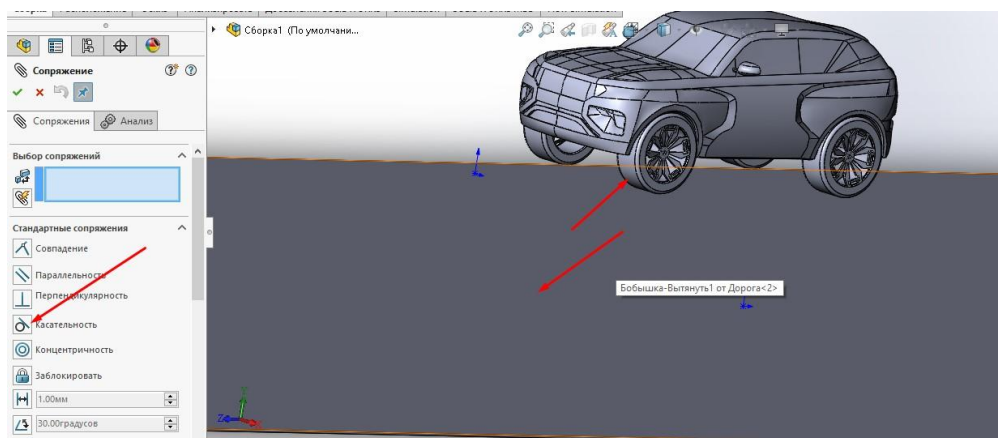 Сборка1 (По умолчани...
Сопряжение
Сопряжения
Анализ
Выбор сопряжений
Стандартные сопряжения
Совпадение
Параллельность
Перпендикулярность
Касательность
Концентричность
Заблокировать
1.00мм
30.00градусов
Бобышка-Вытянуть1 от Дорога<2>
Y
Z